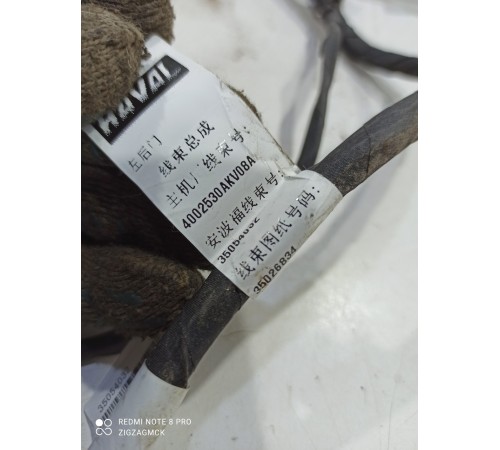 HAVAL
左后门
线束总成
主机厂线束号:
4002530AKV08A
安波福线束号
线束图纸号码:
35026834
REDMI NOTE 8 PRO
ZIGZAGMCK